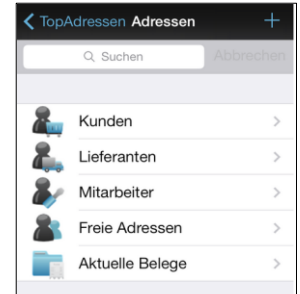 TopAdressen Adressen
Suchen Abbrechen
Kunden
Lieferanten
Mitarbeiter
Freie Adressen
Aktuelle Belege